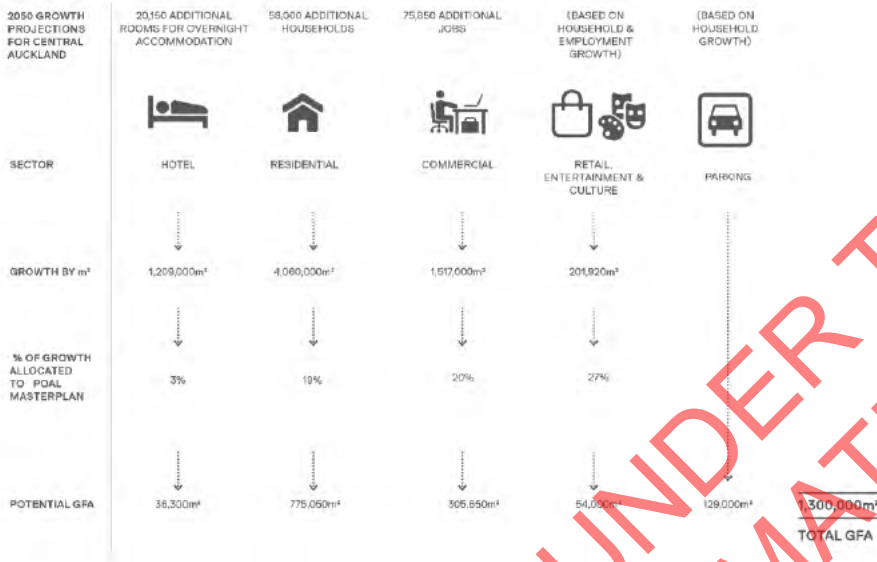 2050 GROWTH
PROJECTIONS
FOR CENTRAL
AUCKLAND
20,150 ADDITIONAL
ROOMS FOR OVERNIGHT
ACCOMMODATION
58,000 ADDITIONAL
HOUSEHOLDS
75,850 ADDITIONAL
JOBS
(BASED ON
HOUSEHOLD &
EMPLOYMENT
GROWTH)
(BASED ON
HOUSEHOLD
GROWTH)
SECTOR
HOTEL
RESIDENTIAL
COMMERCIAL
RETAIL,
ENTERTAINMENT &
CULTURE
PARKING
GROWTH BY m²
1,209,000m²
4,060,000m²
1,517,000m²
201,920m²
% OF GROWTH
ALLOCATED
TO POAL
MASTERPLAN
3%
19%
20%
27%
POTENTIAL GFA
36,300m²
775,050m²
305,650m²
129,000m²
1,300,000m²
TOTAL GFA
UNDER T
MAT